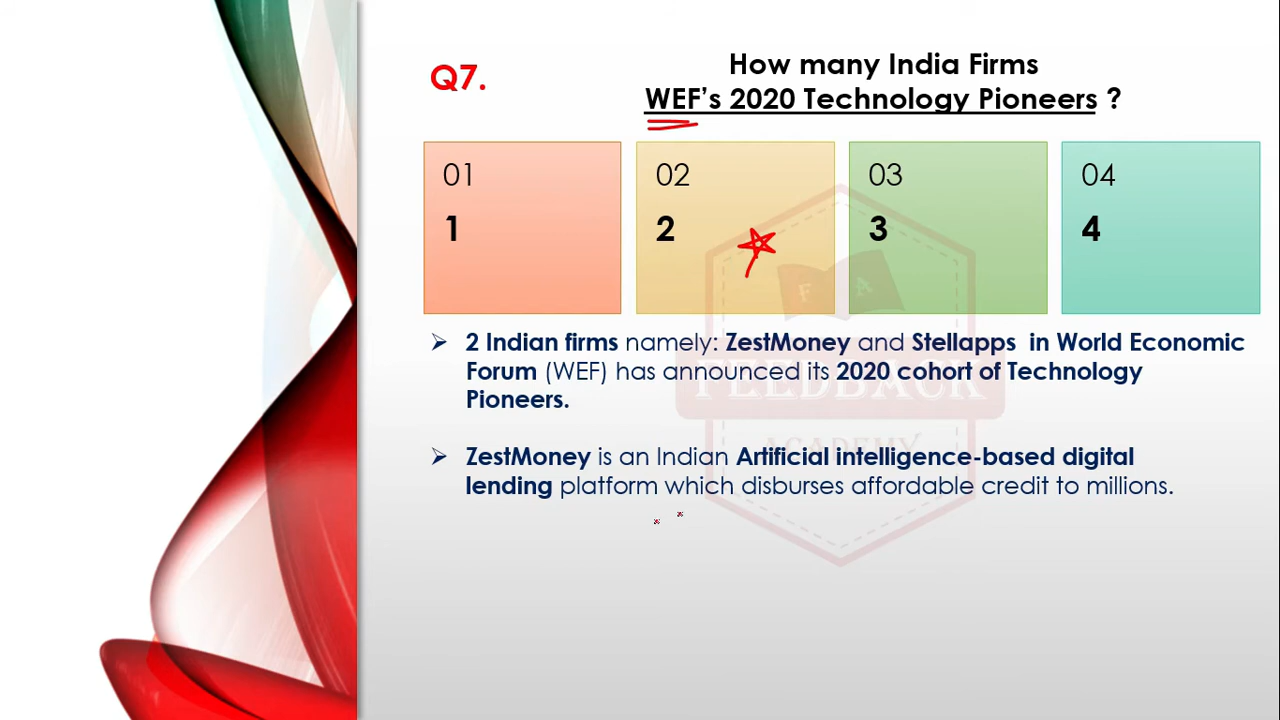 Q7.
How many India Firms
WEF's 2020 Technology Pioneers ?
01
1
02
2
03
3
04
4
F A
FEEDBACK
ACADEMY
➢ 2 Indian firms namely: ZestMoney and Stellapps in World Economic
Forum (WEF) has announced its 2020 cohort of Technology
Pioneers.
➢ ZestMoney is an Indian Artificial intelligence-based digital
lending platform which disburses affordable credit to millions.